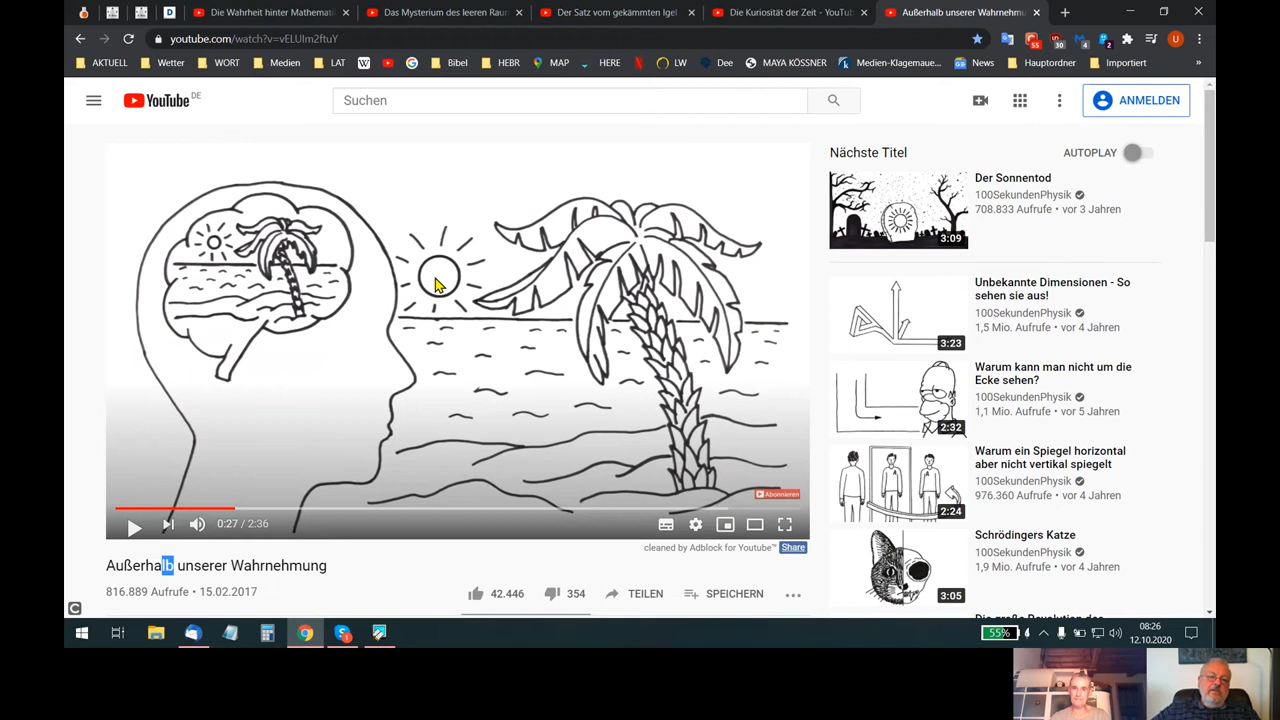 Die Wahrheit hinter Mathemati
Das Mysterium des leeren Raun
Der Satz vom gekämmten Igel
Die Kuriosität der Zeit - YouTub
Außerhalb unserer Wahrnehmu
youtube.com/watch?v=vELUlm2ftuY
55
30
4
2
U
AKTUELL
Wetter
WORT
Medien
LAT
W
Bibel
HEBR
MAP
HERE
LW
Dee
MAYA KÖSSNER
Medien-Klagemaue...
News
Hauptordner
Importiert
»
YouTube DE
Suchen
ANMELDEN
Nächste Titel
AUTOPLAY
Der Sonnentod
100SekundenPhysik
708.833 Aufrufe • vor 3 Jahren
3:09
Unbekannte Dimensionen - So
sehen sie aus!
100SekundenPhysik
1,5 Mio. Aufrufe • vor 4 Jahren
3:23
Warum kann man nicht um die
Ecke sehen?
100SekundenPhysik
1,1 Mio. Aufrufe • vor 5 Jahren
2:32
Warum ein Spiegel horizontal
aber nicht vertikal spiegelt
100SekundenPhysik
976.360 Aufrufe • vor 4 Jahren
2:24
Schrödingers Katze
100SekundenPhysik
1,9 Mio. Aufrufe • vor 4 Jahren
3:05
Abonnieren
0:27 / 2:36
cleaned by Adblock for Youtube™ Share
Außerhalb unserer Wahrnehmung
816.889 Aufrufe • 15.02.2017
42.446
354
TEILEN
SPEICHERN
55%
08:26
12.10.2020